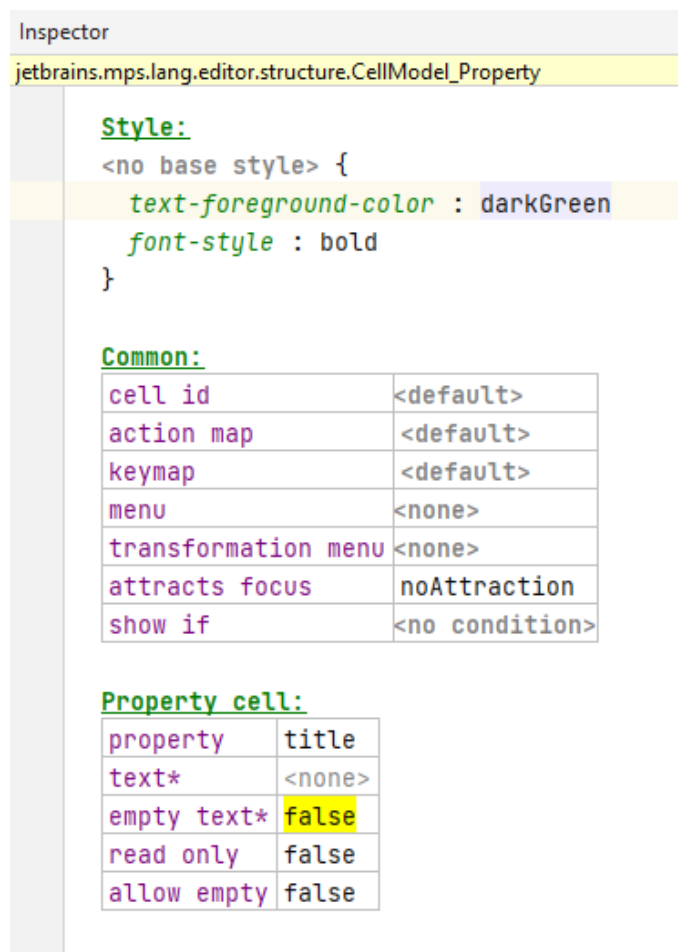 Inspector
jetbrains.mps.lang.editor.structure.CellModel_Property
Style:
<no base style> {
text-foreground-color : darkGreen
font-style : bold
}
Common:
cell id <default>
action map <default>
keymap <default>
menu <none>
transformation menu <none>
attracts focus noAttraction
show if <no condition>
Property cell:
property title
text* <none>
empty text* false
read only false
allow empty false